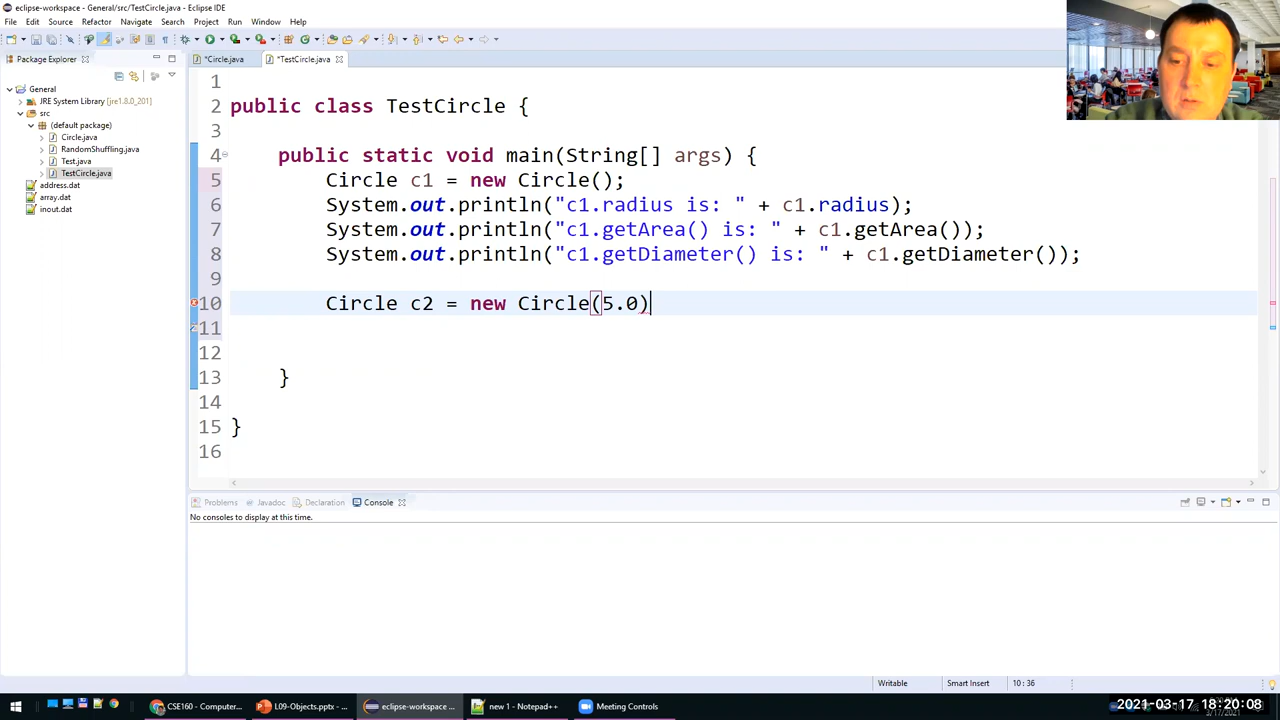 eclipse-workspace - General/src/TestCircle.java - Eclipse IDE
File Edit Source Refactor Navigate Search Project Run Window Help
Package Explorer
*Circle.java *TestCircle.java
General
JRE System Library [jre1.8.0_201]
src
(default package)
Circle.java
RandomShuffling.java
Test.java
TestCircle.java
address.dat
array.dat
inout.dat
1
2 public class TestCircle {
3
4 public static void main(String[] args) {
5 Circle c1 = new Circle();
6 System.out.println("c1.radius is: " + c1.radius);
7 System.out.println("c1.getArea() is: " + c1.getArea());
8 System.out.println("c1.getDiameter() is: " + c1.getDiameter());
9
10 Circle c2 = new Circle(5.0)
11
12
13 }
14
15 }
16
Problems Javadoc Declaration Console
No consoles to display at this time.
Writable Smart Insert 10 : 36
CSE160 - Computer... L09-Objects.pptx - ... eclipse-workspace ... new 1 - Notepad++ Meeting Controls
2021-03-17 18:20:08
3/17/2021